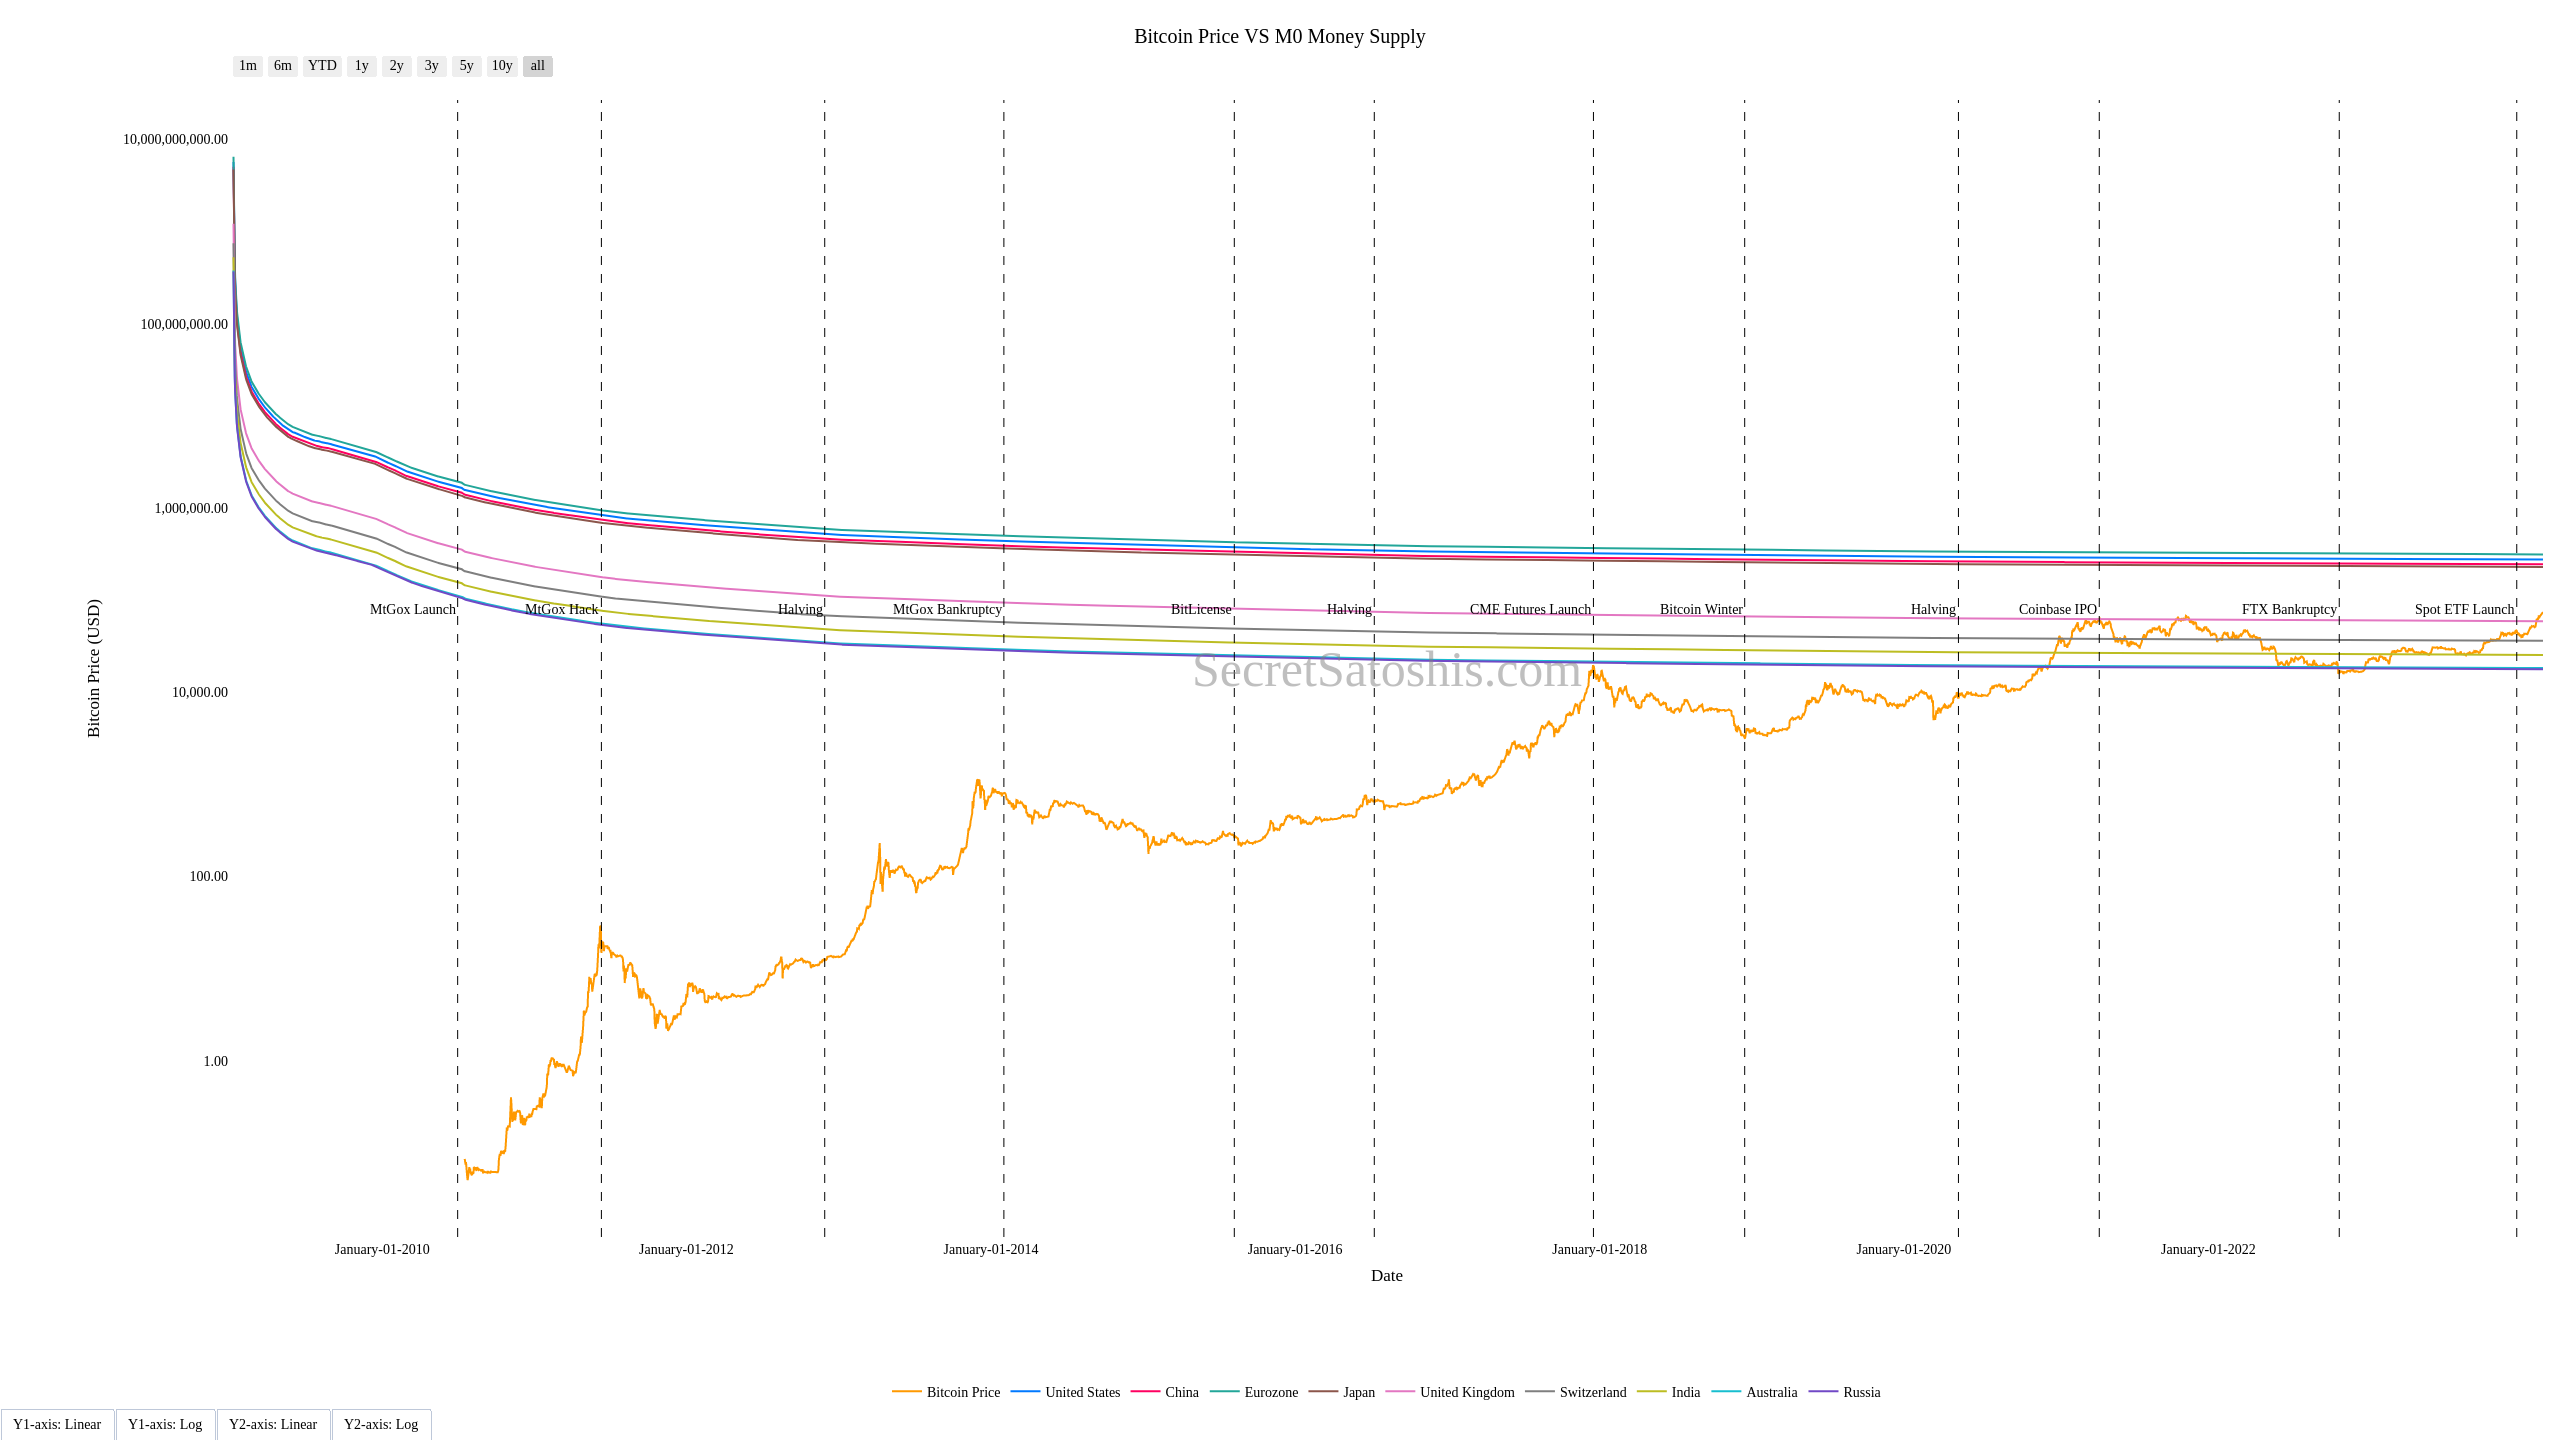 Bitcoin Price VS M0 Money Supply
1m 6m YTD 1y 2y 3y 5y 10y all
10,000,000,000.00
100,000,000.00
1,000,000.00
10,000.00
100.00
1.00
Bitcoin Price (USD)
MtGox Launch MtGox Hack Halving MtGox Bankruptcy BitLicense Halving CME Futures Launch Bitcoin Winter Halving Coinbase IPO FTX Bankruptcy Spot ETF Launch
SecretSatoshis.com
January-01-2010 January-01-2012 January-01-2014 January-01-2016 January-01-2018 January-01-2020 January-01-2022
Date
Bitcoin Price United States China Eurozone Japan United Kingdom Switzerland India Australia Russia
Y1-axis: Linear Y1-axis: Log Y2-axis: Linear Y2-axis: Log